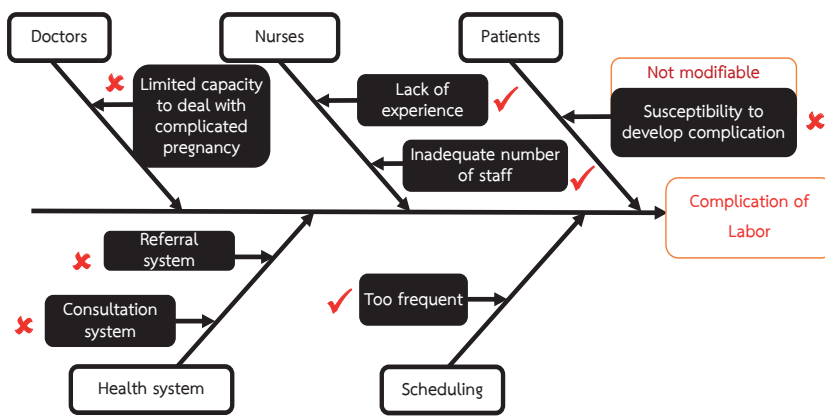 Doctors
Nurses
Patients
Limited capacity
to deal with
complicated
pregnancy
Lack of
experience
Inadequate number
of staff
Not modifiable
Susceptibility to
develop complication
Complication of
Labor
Referral
system
Consultation
system
Too frequent
Health system
Scheduling